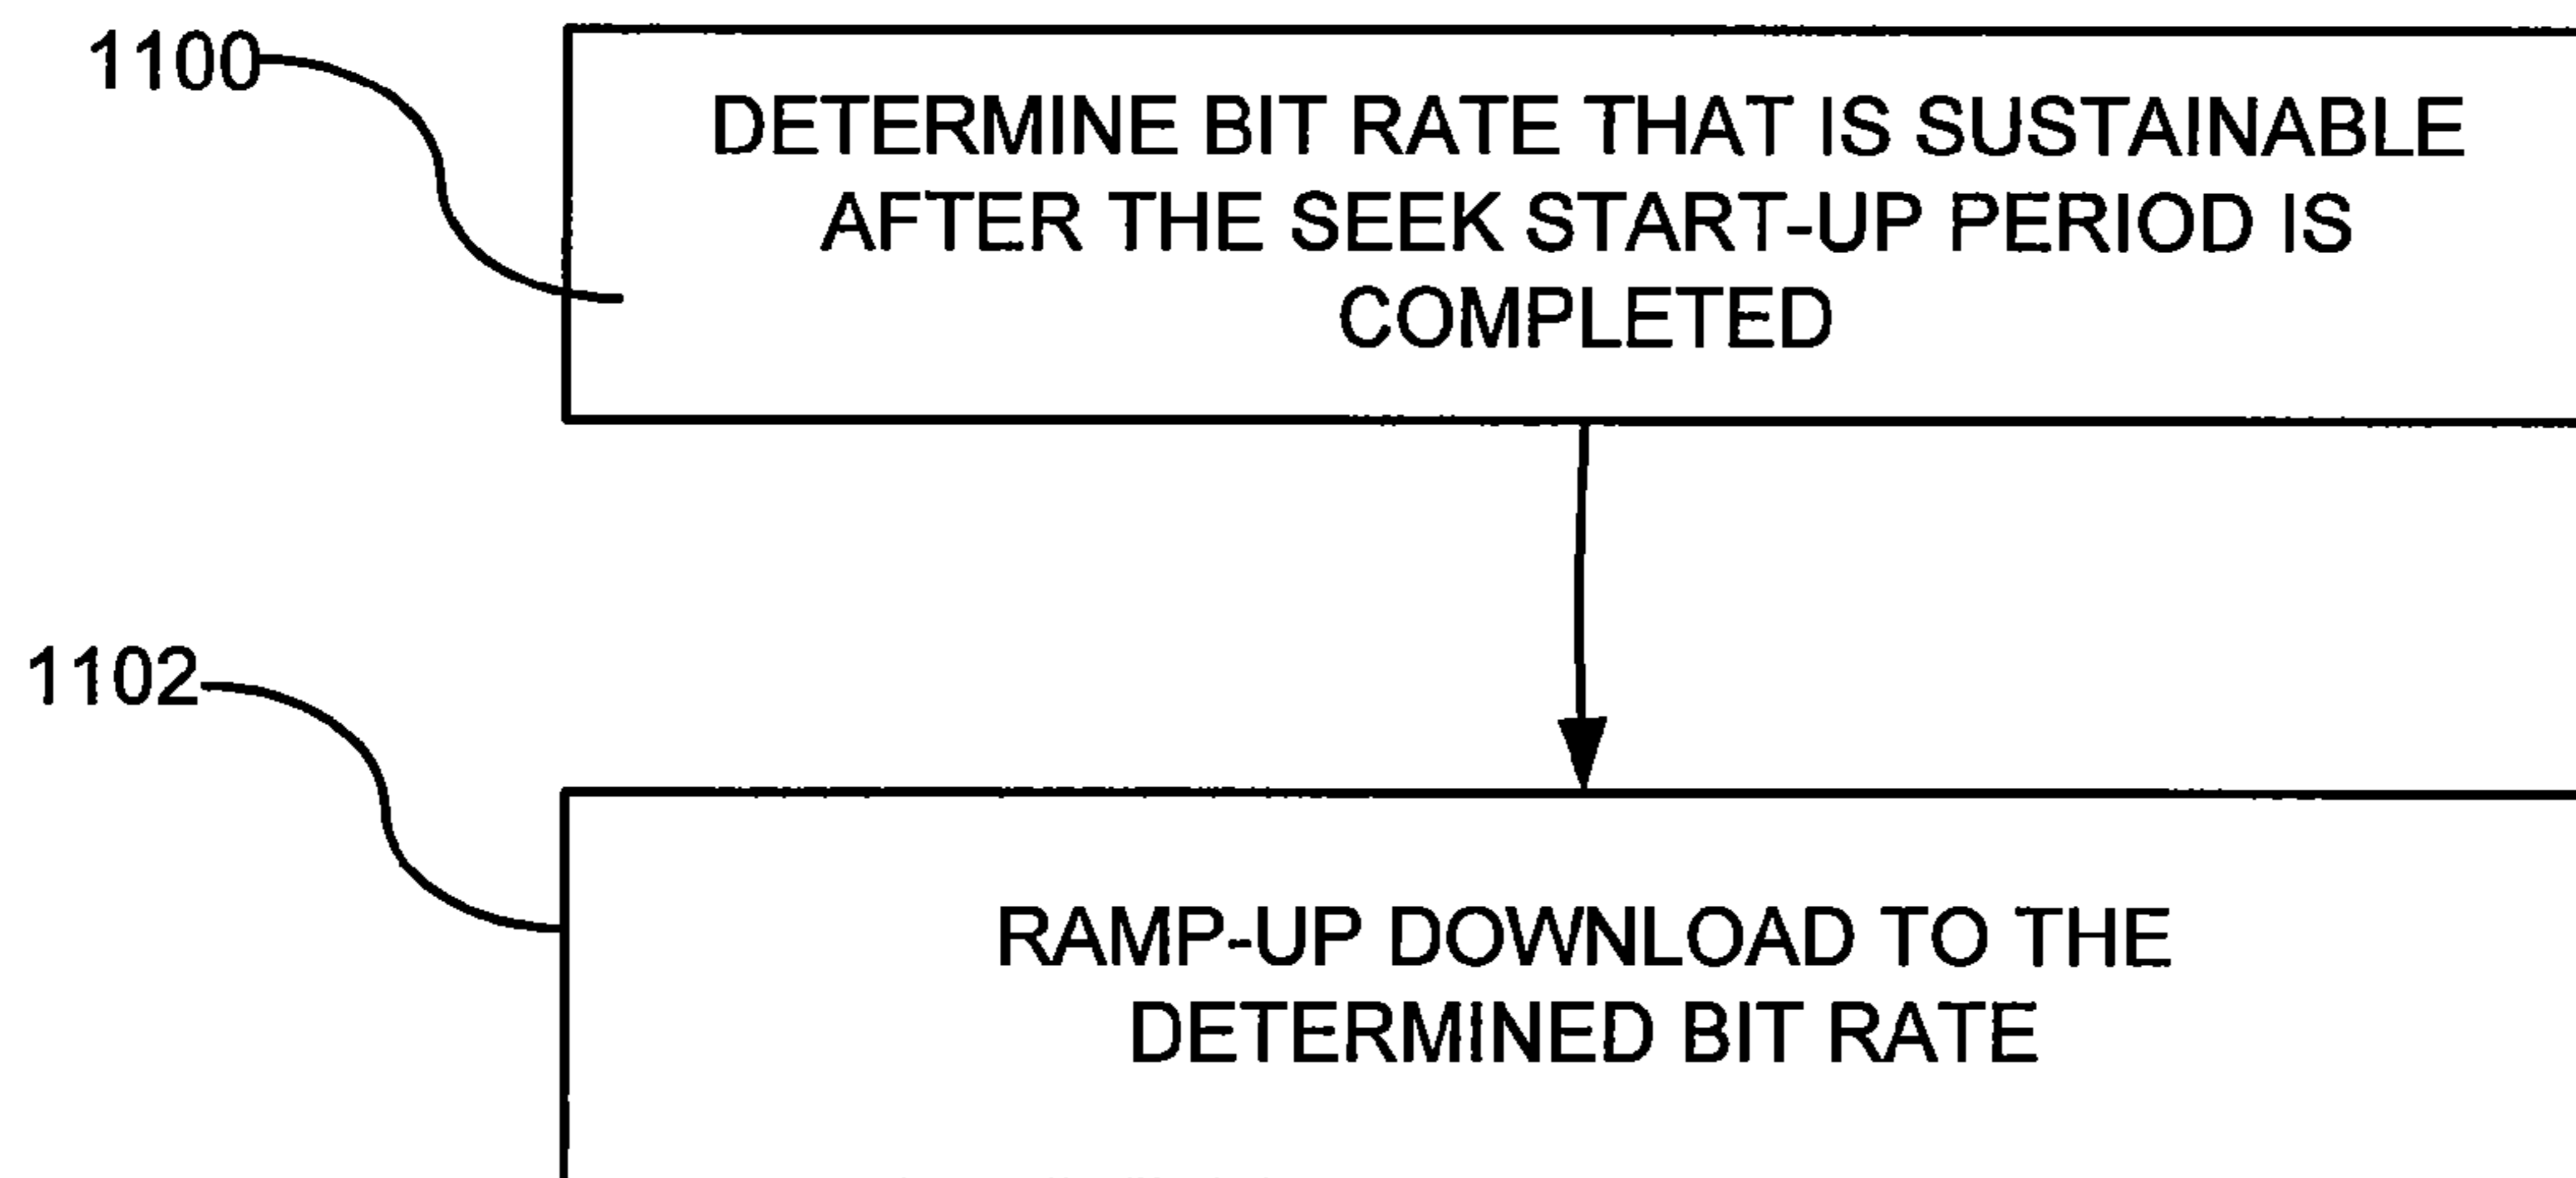 1100
DETERMINE BIT RATE THAT IS SUSTAINABLE
AFTER THE SEEK START-UP PERIOD IS
COMPLETED
1102
RAMP-UP DOWNLOAD TO THE
DETERMINED BIT RATE